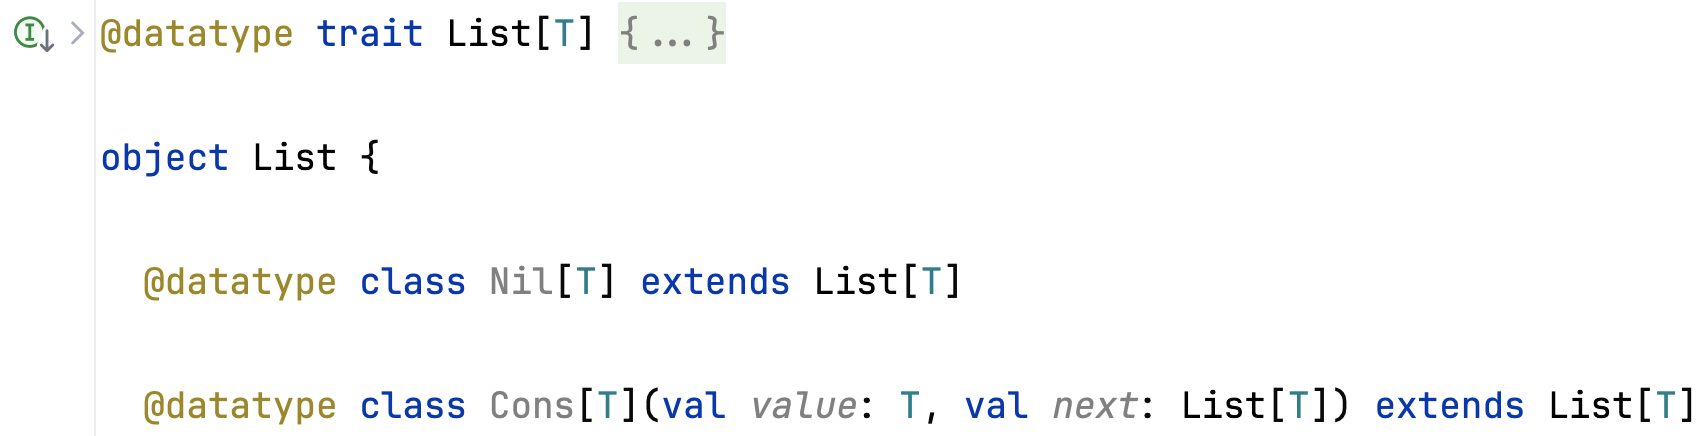 @datatype trait List[T] {...}
object List {
@datatype class Nil[T] extends List[T]
@datatype class Cons[T](val value: T, val next: List[T]) extends List[T]